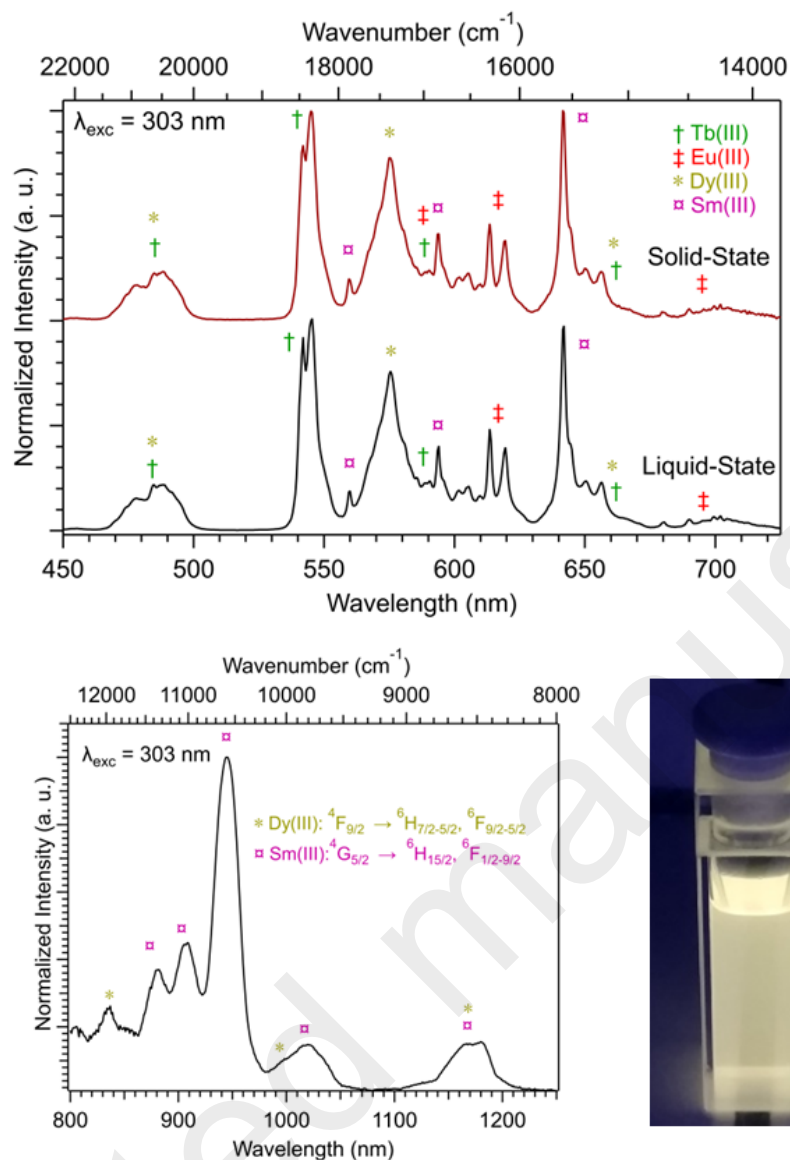 Wavenumber (cm⁻¹)
22000 20000 18000 16000 14000
λexc = 303 nm
† Tb(III)
‡ Eu(III)
* Dy(III)
¤ Sm(III)
Solid-State
Liquid-State
Normalized Intensity (a. u.)
450 500 550 600 650 700
Wavelength (nm)
Wavenumber (cm⁻¹)
12000 11000 10000 9000 8000
λexc = 303 nm
* Dy(III): ⁴F9/2 → ⁶H7/2-5/2, ⁶F9/2-5/2
¤ Sm(III): ⁴G5/2 → ⁶H15/2, ⁶F1/2-9/2
Normalized Intensity (a. u.)
800 900 1000 1100 1200
Wavelength (nm)
ed manus